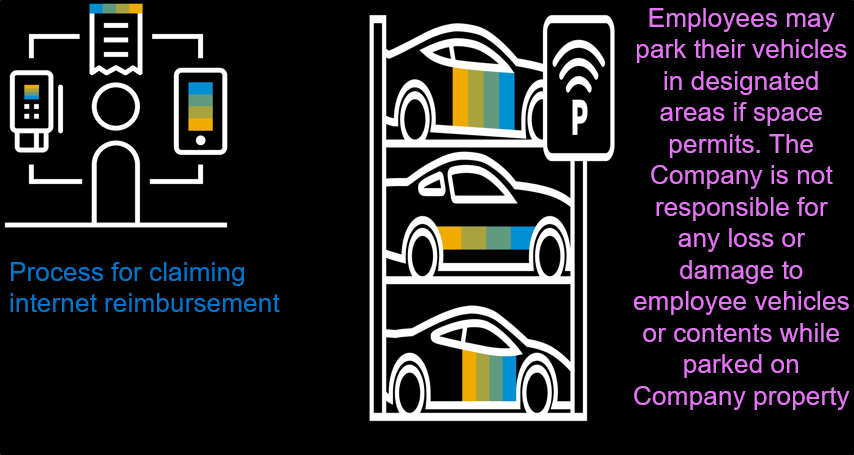 Process for claiming
internet reimbursement
P
Employees may
park their vehicles
in designated
areas if space
permits. The
Company is not
responsible for
any loss or
damage to
employee vehicles
or contents while
parked on
Company property